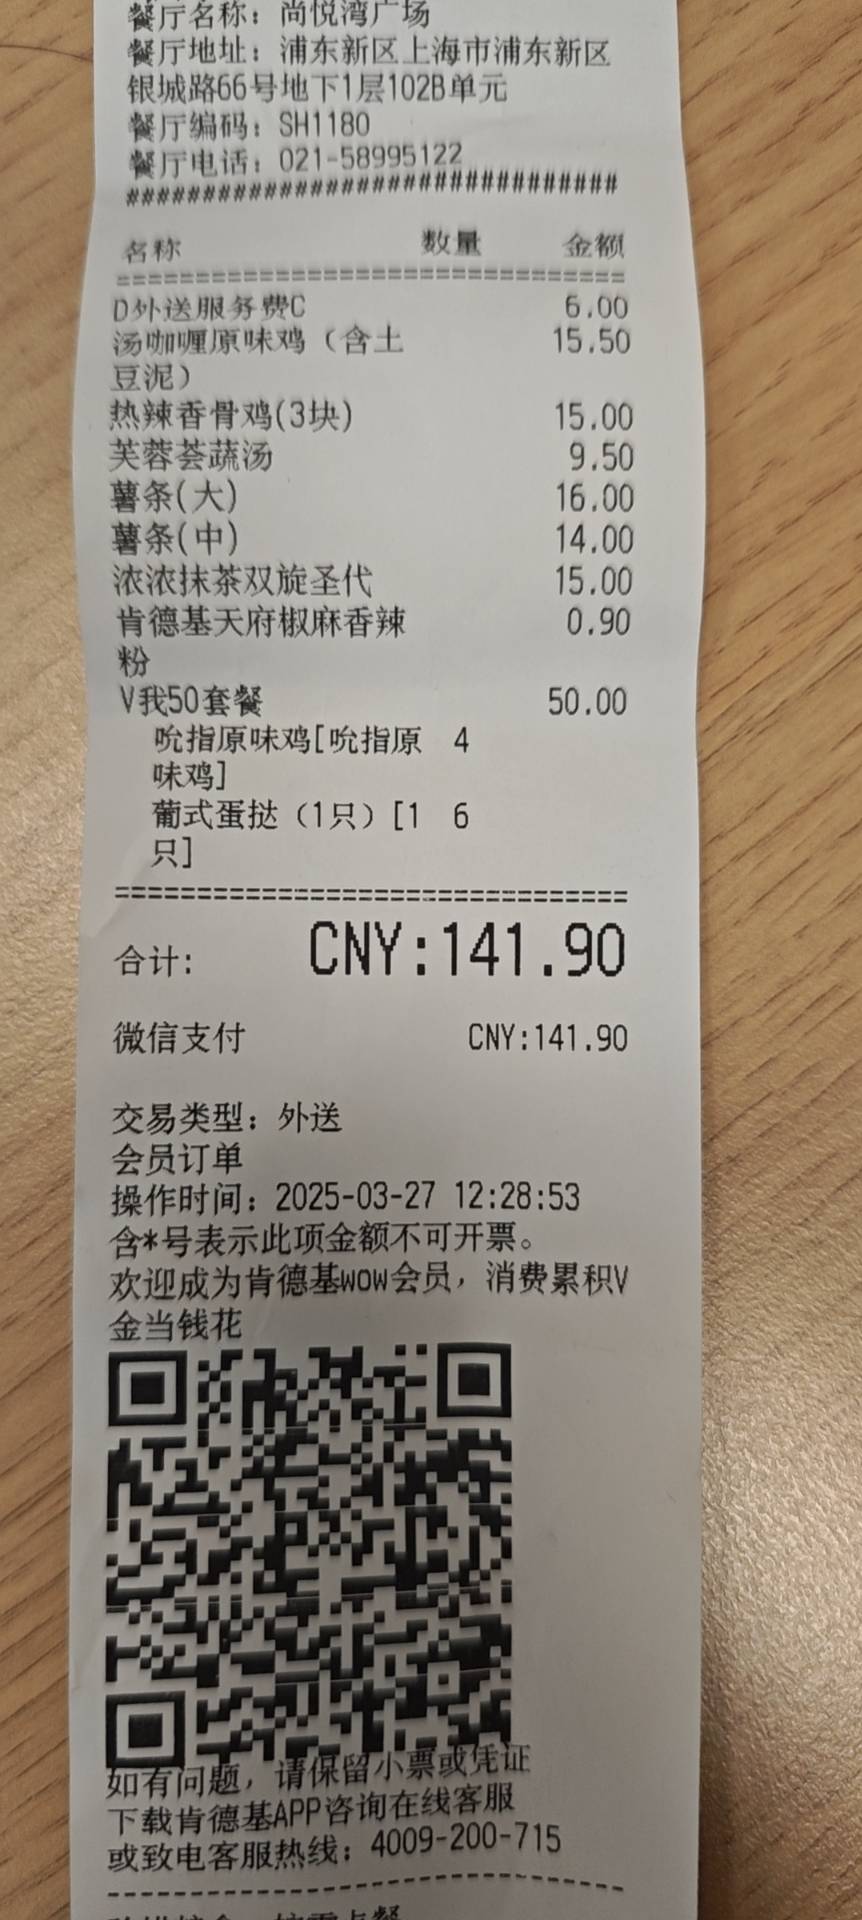 餐厅名称：尚悦湾广场
餐厅地址：浦东新区上海市浦东新区
银城路66号地下1层102B单元
餐厅编码：SH1180
餐厅电话：021-58995122
################################
名称 数量 金额
================================
D外送服务费C 6.00
汤咖喱原味鸡（含土 15.50
豆泥）
热辣香骨鸡(3块) 15.00
芙蓉荟蔬汤 9.50
薯条(大) 16.00
薯条(中) 14.00
浓浓抹茶双旋圣代 15.00
肯德基天府椒麻香辣 0.90
粉
V我50套餐 50.00
吮指原味鸡[吮指原 4
味鸡]
葡式蛋挞（1只）[1 6
只]
================================
合计： CNY:141.90
微信支付 CNY:141.90
交易类型：外送
会员订单
操作时间：2025-03-27 12:28:53
含*号表示此项金额不可开票。
欢迎成为肯德基WOW会员，消费累积V
金当钱花
如有问题，请保留小票或凭证
下载肯德基APP咨询在线客服
或致电客服热线：4009-200-715
--------------------------------